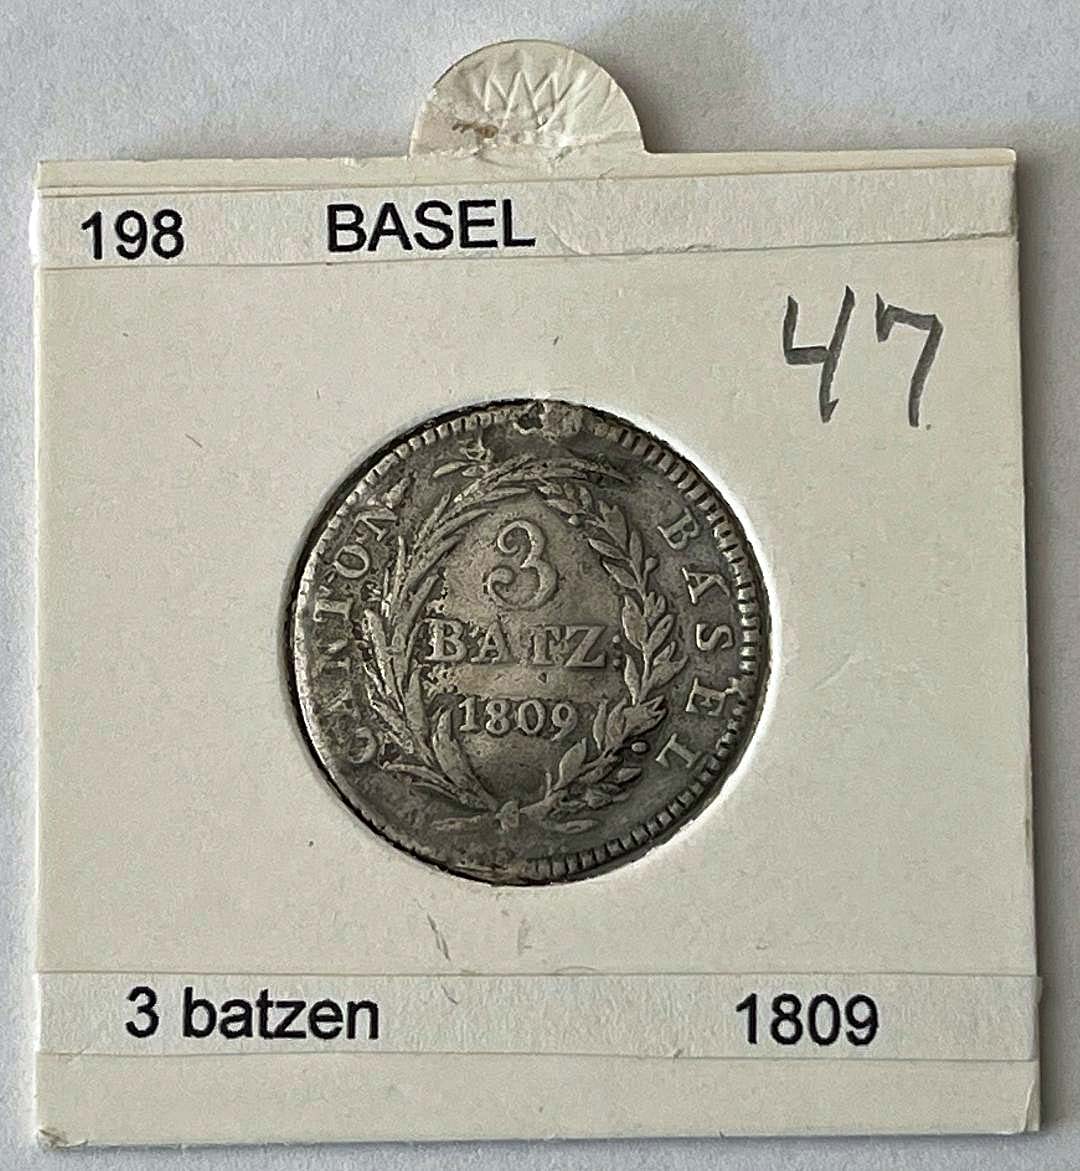 198 BASEL
47
CANTON BASEL
3
BATZ:
1809
3 batzen 1809